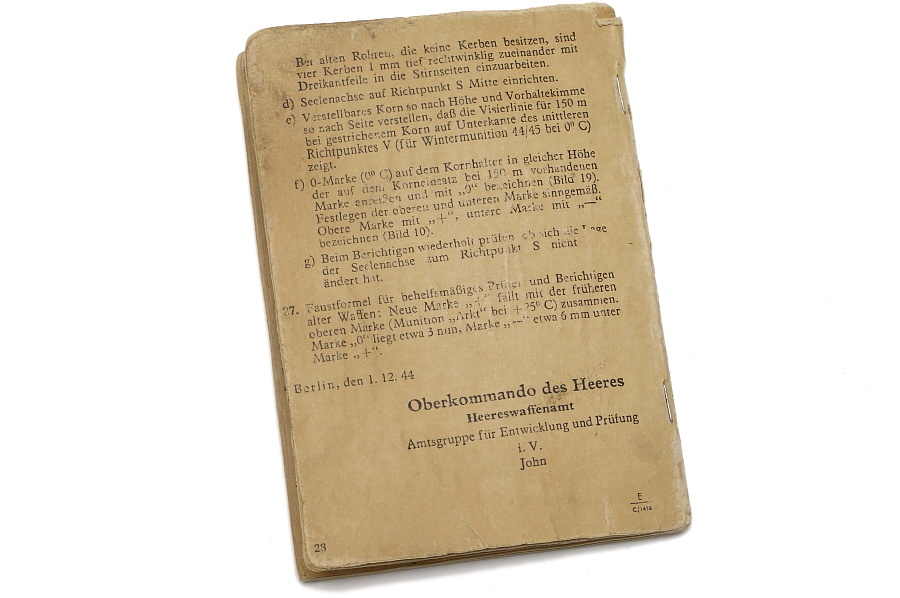 Bei alten Rohren, die keine Kerben besitzen, sind
vier Kerben 1 mm tief rechtwinklig zueinander mit
Dreikantfeile in die Stirnseiten einzuarbeiten.
d) Seelenachse auf Richtpunkt S Mitte einrichten.
e) Verstellbares Korn so nach Höhe und Vorhaltekimme
so nach Seite verstellen, daß die Visierlinie für 150 m
bei gestrichenem Korn auf Unterkante des mittleren
Richtpunktes V (für Wintermunition 44/45 bei 0⁰ C)
zeigt.
f) 0-Marke (0⁰ C) auf dem Kornhalter in gleicher Höhe
der auf dem Korneinsatz bei 150 m vorhandenen
Marke anreißen und mit „0“ bezeichnen (Bild 19).
Festlegen der oberen und unteren Marke sinngemäß.
Obere Marke mit „+“, untere Marke mit „—“
bezeichnen (Bild 10).
g) Beim Berichtigen wiederholt prüfen, ob sich die Lage
der Seelenachse zum Richtpunkt S nicht
ändert hat.
27. Faustformel für behelfsmäßiges Prüfen und Berichtigen
alter Waffen: Neue Marke „+“ fällt mit der früheren
oberen Marke (Munition „Arkt“ bei +25⁰ C) zusammen.
Marke „0“ liegt etwa 3 mm, Marke „—“ etwa 6 mm unter
Marke „+“.
Berlin, den 1. 12. 44
Oberkommando des Heeres
Heereswaffenamt
Amtsgruppe für Entwicklung und Prüfung
i. V.
John
E
28